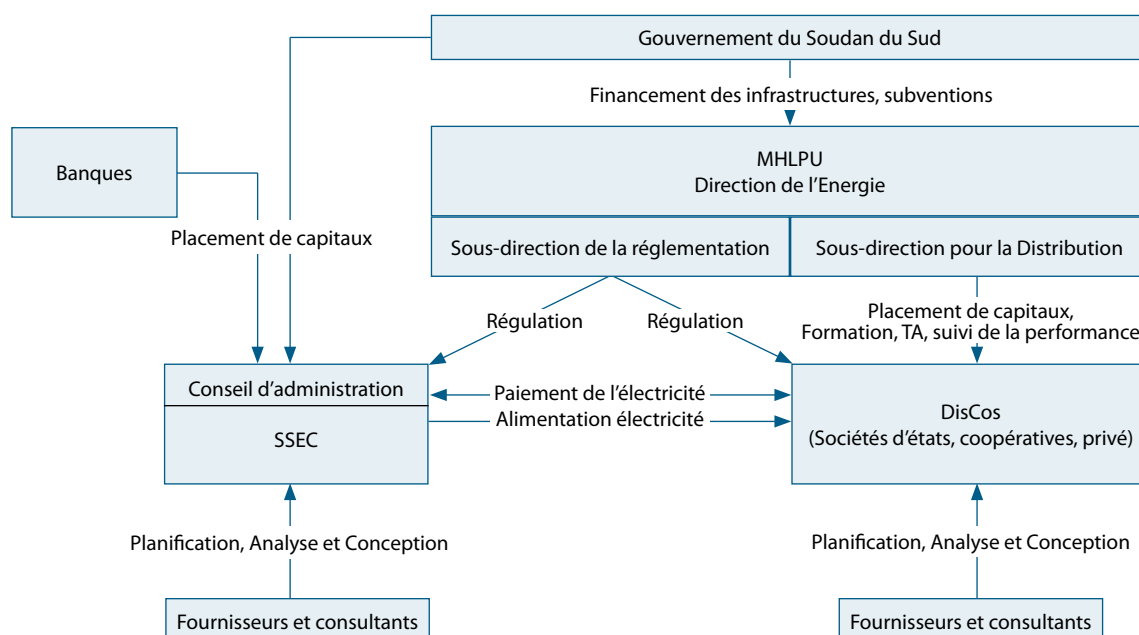 Gouvernement du Soudan du Sud
Financement des infrastructures, subventions
Banques
MHLPU
Direction de l’Energie
Placement de capitaux
Sous-direction de la réglementation
Sous-direction pour la Distribution
Régulation
Régulation
Placement de capitaux,
Formation, TA, suivi de la performance
Conseil d’administration
SSEC
Paiement de l’électricité
Alimentation électricité
DisCos
(Sociétés d’états, coopératives, privé)
Planification, Analyse et Conception
Planification, Analyse et Conception
Fournisseurs et consultants
Fournisseurs et consultants